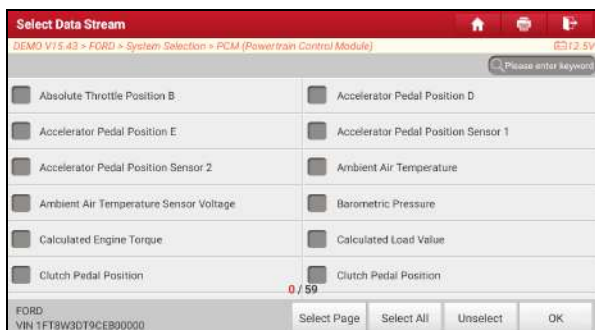 Select Data Stream
DEMO V15.43 > FORD > System Selection > PCM (Powertrain Control Module)
12.5V
Please enter keyword
Absolute Throttle Position B
Accelerator Pedal Position D
Accelerator Pedal Position E
Accelerator Pedal Position Sensor 1
Accelerator Pedal Position Sensor 2
Ambient Air Temperature
Ambient Air Temperature Sensor Voltage
Barometric Pressure
Calculated Engine Torque
Calculated Load Value
Clutch Pedal Position
Clutch Pedal Position
0 / 59
FORD
VIN 1FT8W3DT9CEB00000
Select Page
Select All
Unselect
OK